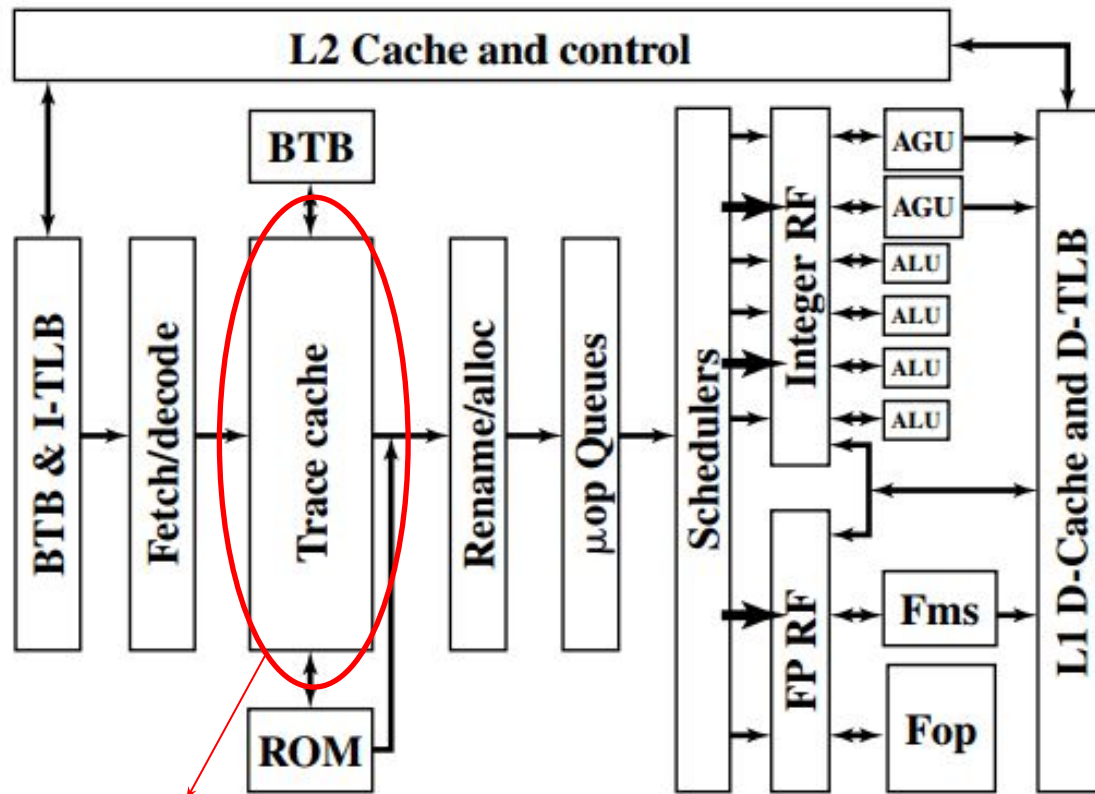 L2 Cache and control
BTB
BTB & I-TLB
Fetch/decode
Trace cache
ROM
Rename/alloc
μop Queues
Schedulers
Integer RF
FP RF
AGU
AGU
ALU
ALU
ALU
ALU
Fms
Fop
L1 D-Cache and D-TLB